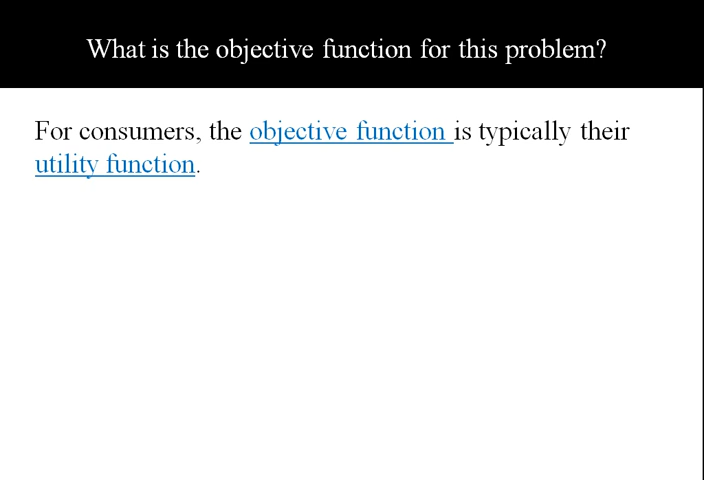 What is the objective function for this problem?
For consumers, the objective function is typically their
utility function.